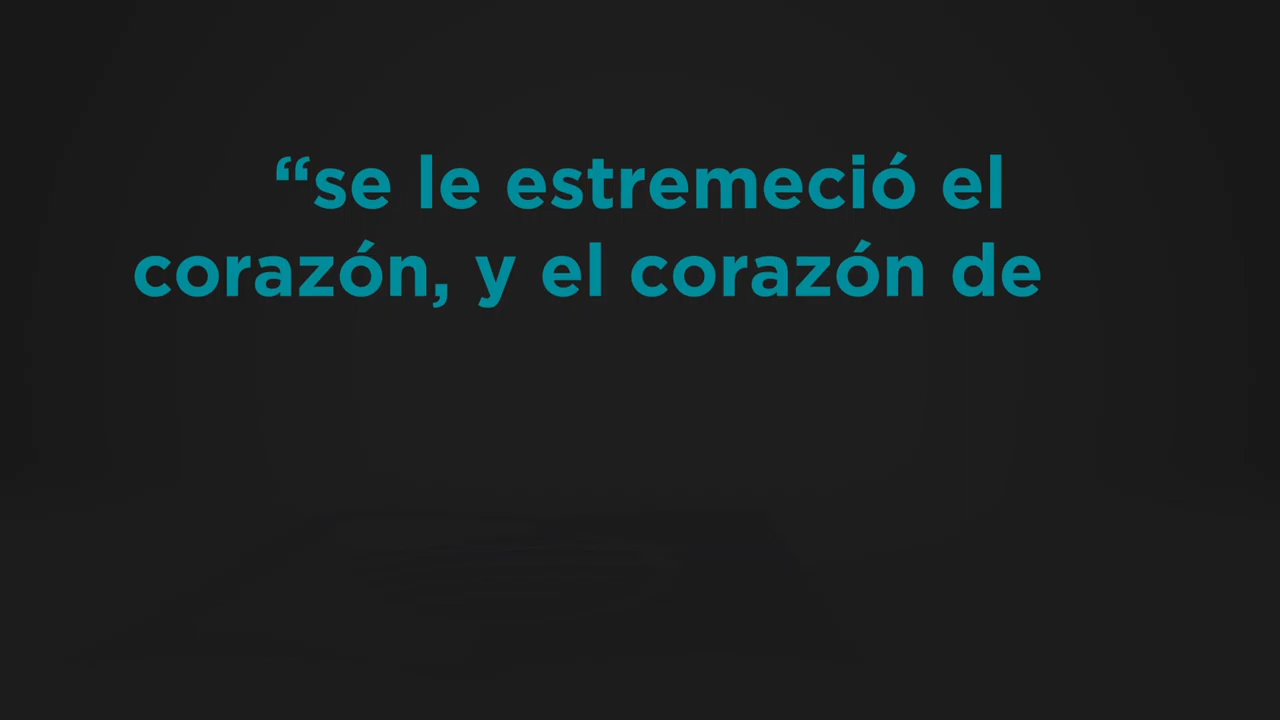 “se le estremeció el
corazón, y el corazón de